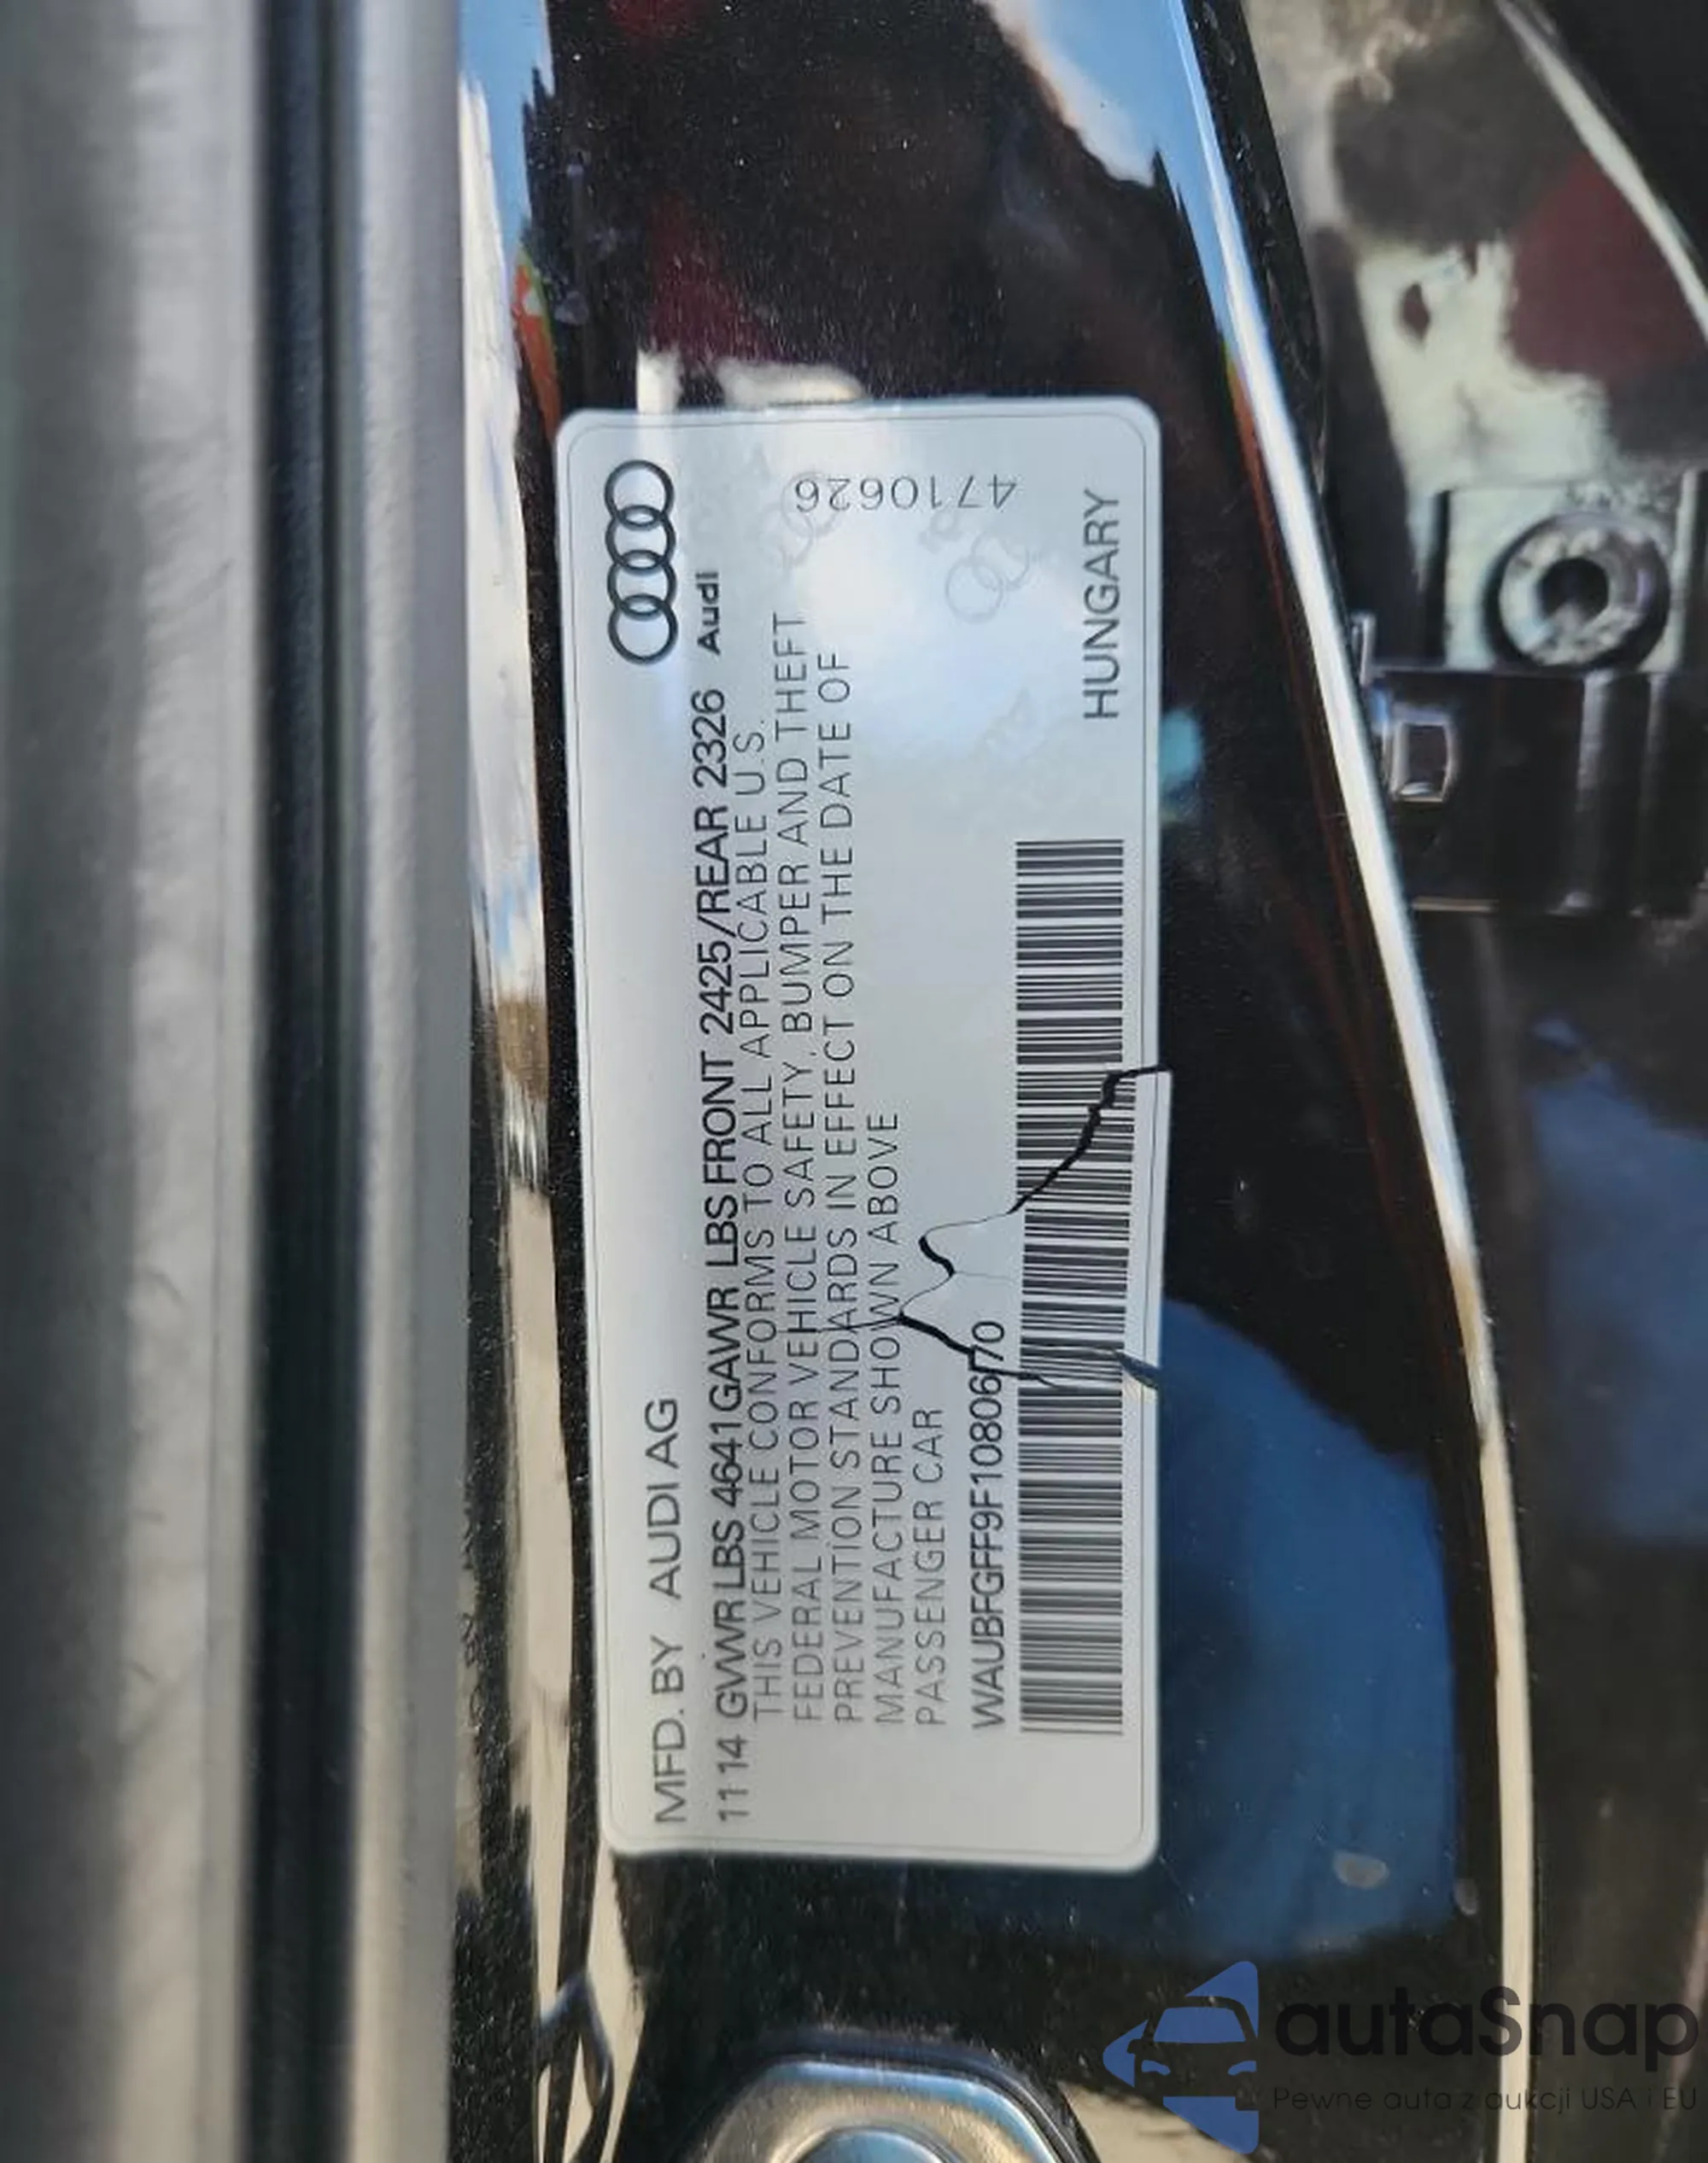 MFD. BY AUDI AG
Audi
11 14 GVWR LBS 4641 GAWR LBS FRONT 2425/REAR 2326
THIS VEHICLE CONFORMS TO ALL APPLICABLE U.S.
FEDERAL MOTOR VEHICLE SAFETY, BUMPER AND THEFT
PREVENTION STANDARDS IN EFFECT ON THE DATE OF
MANUFACTURE SHOWN ABOVE
PASSENGER CAR
4710626
WAUBFGFF9F1080670
HUNGARY
autaSnap
Pewne auta z aukcji USA i EU